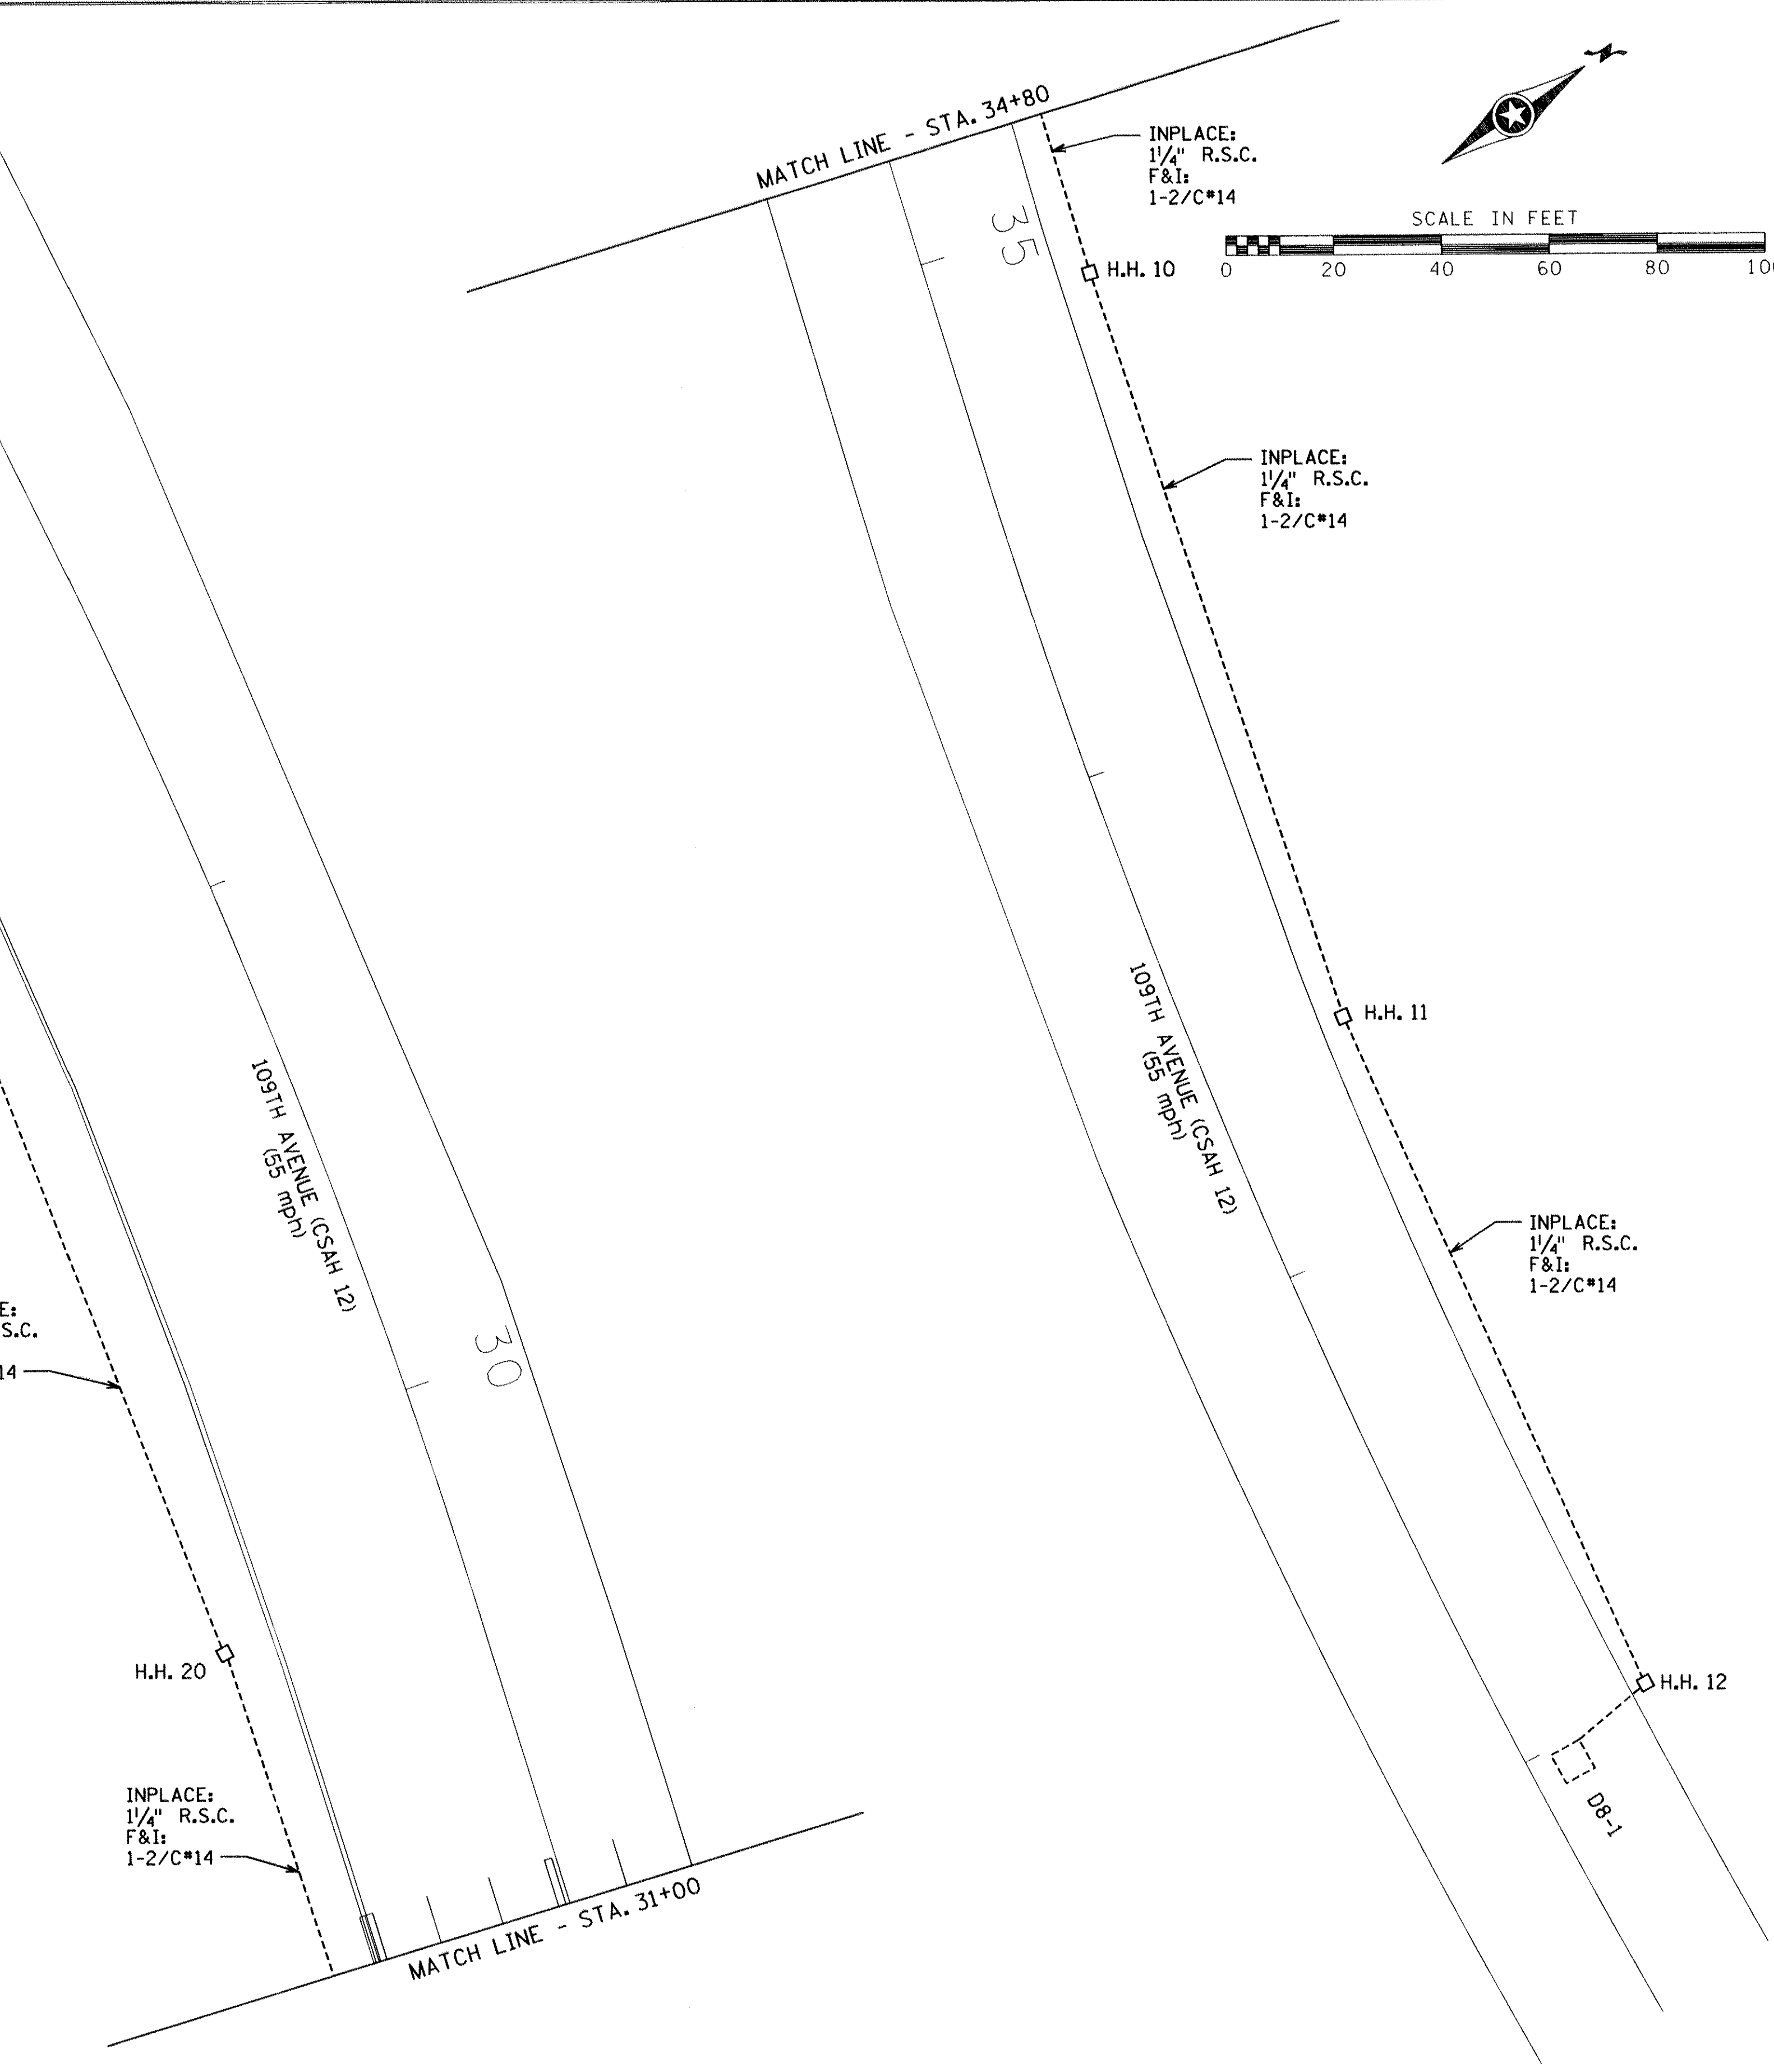 MATCH LINE - STA. 34+80
INPLACE:
1¼" R.S.C.
F&I:
1-2/C#14
SCALE IN FEET
0 20 40 60 80
35
H.H. 10
INPLACE:
1¼" R.S.C.
F&I:
1-2/C#14
109TH AVENUE (CSAH 12)
(55 mph)
H.H. 11
INPLACE:
1¼" R.S.C.
F&I:
1-2/C#14
H.H. 12
D8-1
109TH AVENUE (CSAH 12)
(55 mph)
30
E:
S.C.
14
H.H. 20
INPLACE:
1¼" R.S.C.
F&I:
1-2/C#14
MATCH LINE - STA. 31+00